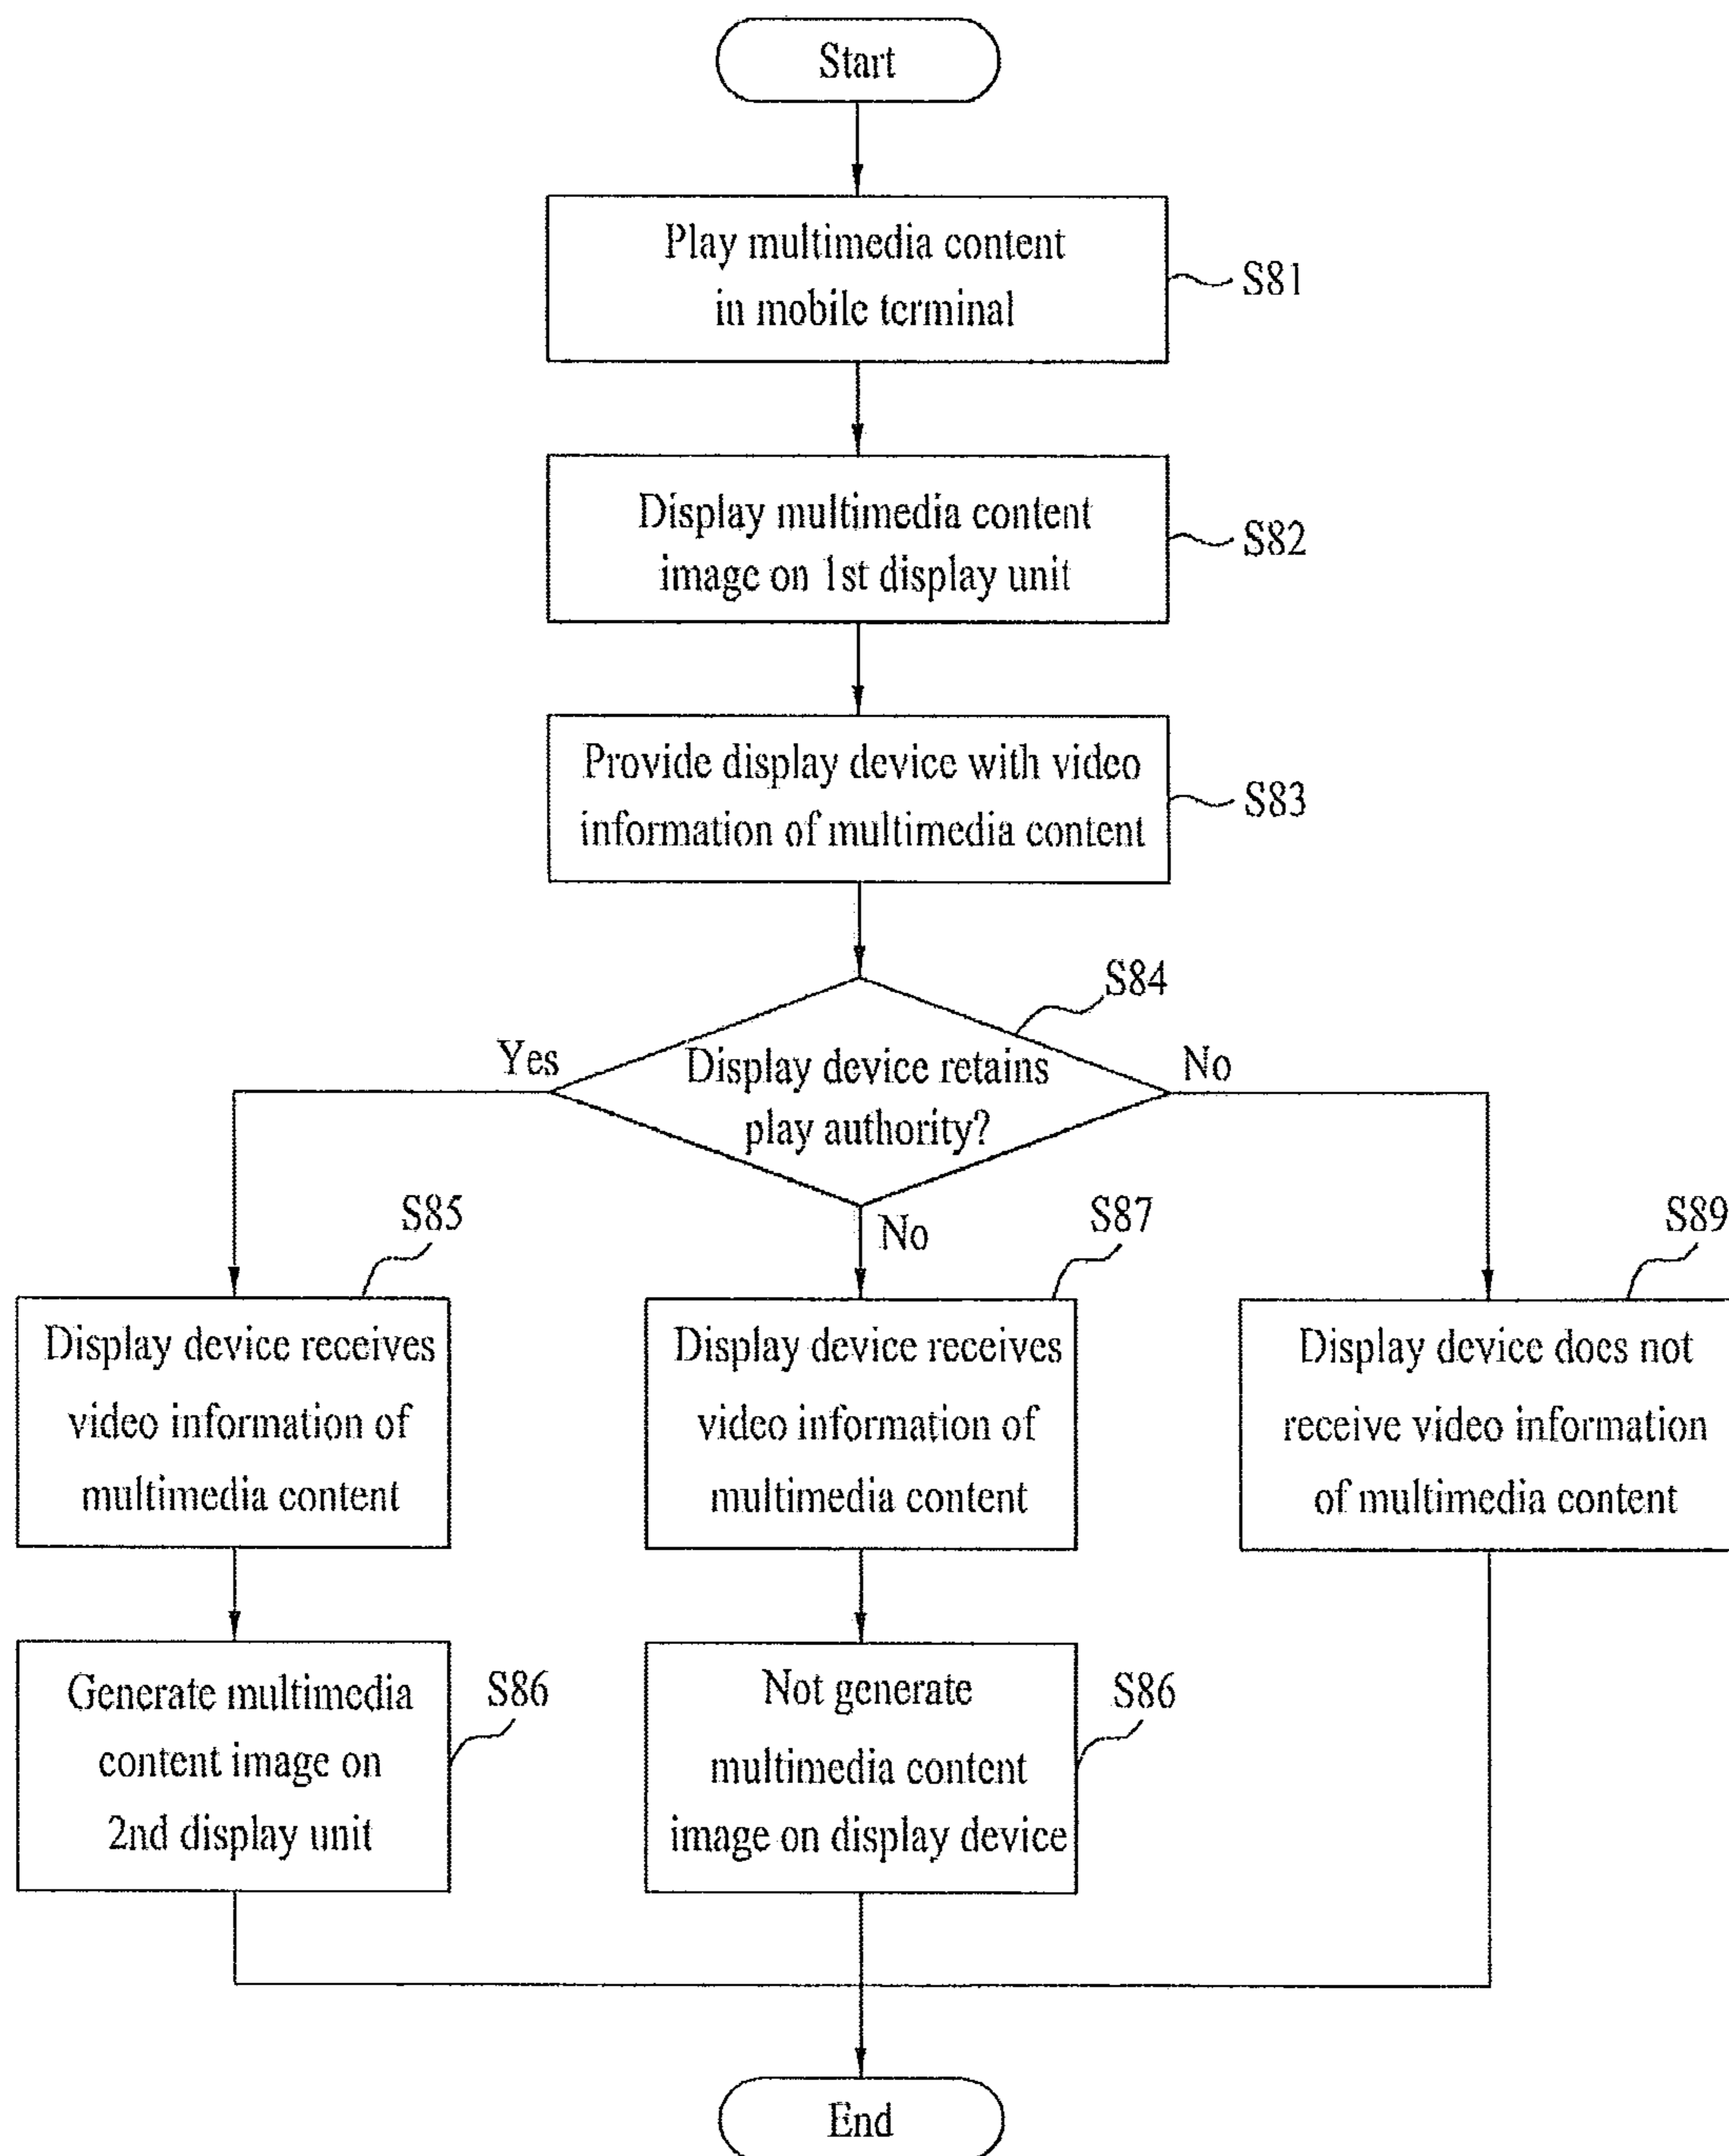 Start
Play multimedia content
in mobile terminal
S81
Display multimedia content
image on 1st display unit
S82
Provide display device with video
information of multimedia content
S83
S84
Yes
Display device retains
play authority?
No
No
S85
Display device receives
video information of
multimedia content
S87
Display device receives
video information of
multimedia content
S89
Display device does not
receive video information
of multimedia content
Generate multimedia
content image on
2nd display unit
S86
Not generate
multimedia content
image on display device
S86
End